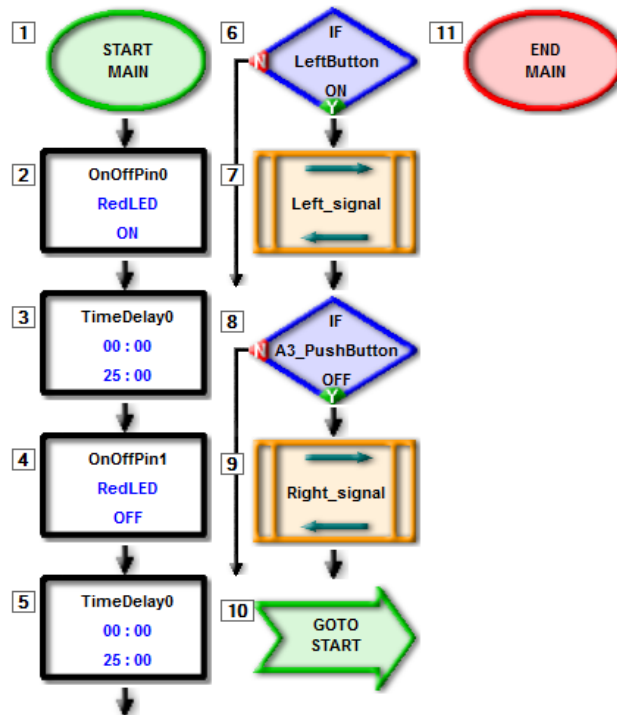 1
START
MAIN
2
OnOffPin0
RedLED
ON
3
TimeDelay0
00 : 00
25 : 00
4
OnOffPin1
RedLED
OFF
5
TimeDelay0
00 : 00
25 : 00
6
IF
LeftButton
N
ON
Y
7
Left_signal
8
IF
N
A3_PushButton
OFF
Y
9
Right_signal
10
GOTO
START
11
END
MAIN